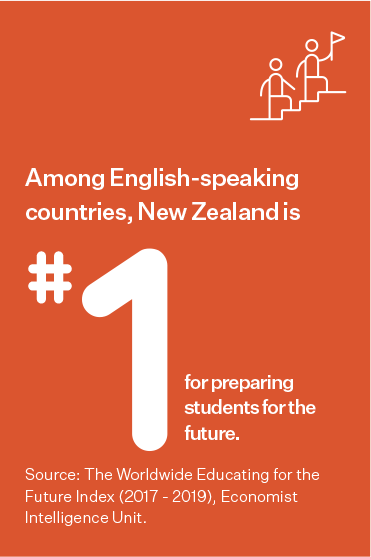 Among English-speaking
countries, New Zealand is
#1
for preparing
students for the
future.
Source: The Worldwide Educating for the
Future Index (2017 - 2019), Economist
Intelligence Unit.